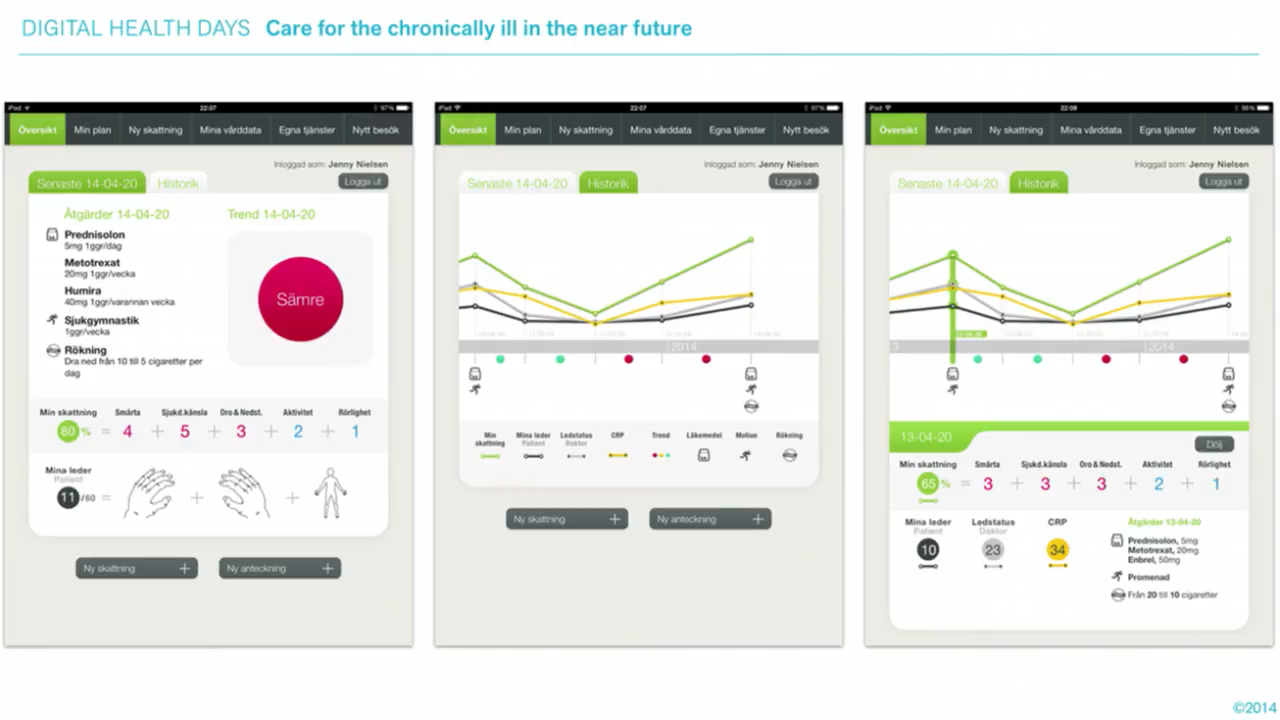 DIGITAL HEALTH DAYS Care for the chronically ill in the near future
iPad 22:07 97%
Översikt Min plan Ny skattning Mina vårddata Egna tjänster Nytt besök
Inloggad som: Jenny Nielsen
Senaste 14-04-20 Historik Logga ut
Åtgärder 14-04-20 Trend 14-04-20
Prednisolon
5mg 1ggr/dag
Metotrexat
20mg 1ggr/vecka
Humira
40mg 1ggr/varannan vecka
Sämre
Sjukgymnastik
1ggr/vecka
Rökning
Dra ned från 10 till 5 cigaretter per
dag
Min skattning Smärta Sjukd.känsla Oro & Nedst. Aktivitet Rörlighet
80 % = 4 + 5 + 3 + 2 + 1
Mina leder
Patient
11 /60 = + +
Ny skattning + Ny anteckning +
iPad 22:07 97%
Översikt Min plan Ny skattning Mina vårddata Egna tjänster Nytt besök
Inloggad som: Jenny Nielsen
Senaste 14-04-20 Historik Logga ut
2014
Min skattning Mina leder Patient Ledstatus Doktor CRP Trend Läkemedel Motion Rökning
Ny skattning + Ny anteckning +
iPad 22:08 96%
Översikt Min plan Ny skattning Mina vårddata Egna tjänster Nytt besök
Inloggad som: Jenny Nielsen
Senaste 14-04-20 Historik Logga ut
3 2014
13-04-20 Dölj
Min skattning Smärta Sjukd.känsla Oro & Nedst. Aktivitet Rörlighet
65 % = 3 + 3 + 3 + 2 + 1
Mina leder Ledstatus CRP
Patient Doktor
10 23 34
Åtgärder 13-04-20
Prednisolon, 5mg
Metotrexat, 20mg
Enbrel, 50mg
Promenad
Från 20 till 10 cigaretter
©2014